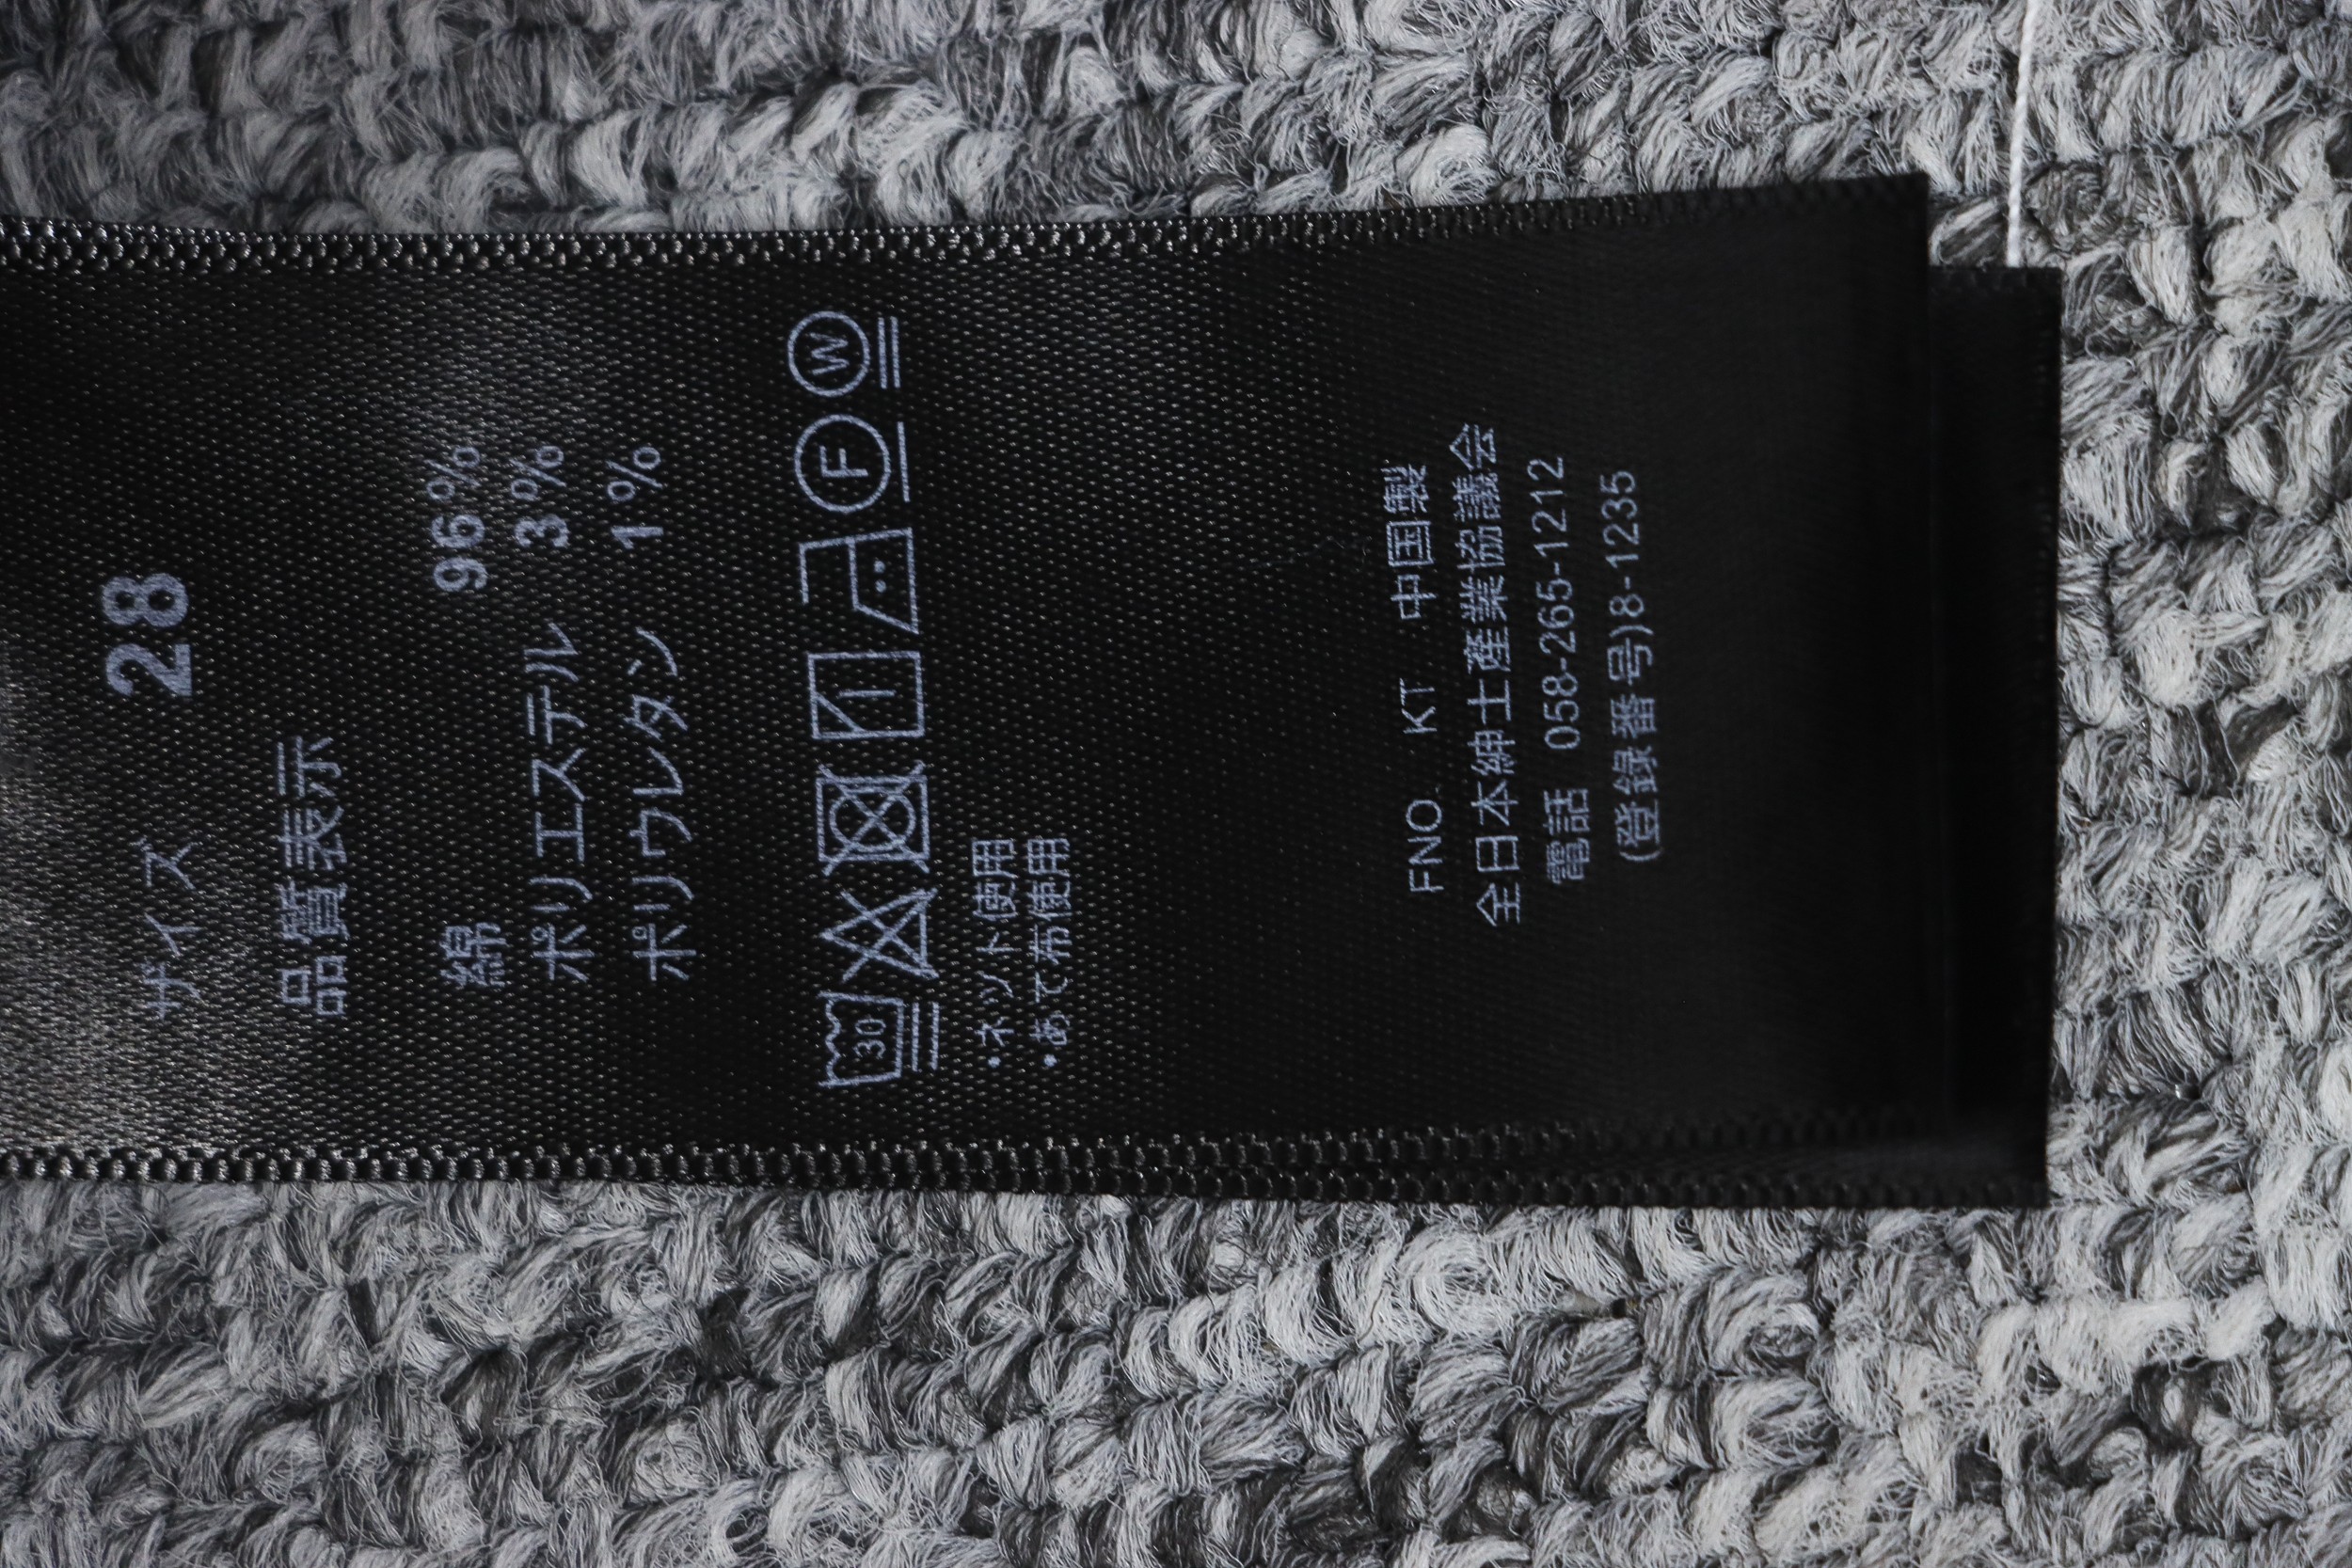 サイズ 28
品質表示
綿 96%
ポリエステル 3%
ポリウレタン 1%
30 F W
・ネット使用
・あて布使用
FNO. KT 中国製
全日本紳士産業協議会
電話 058-265-1212
(登録番号)8-1235